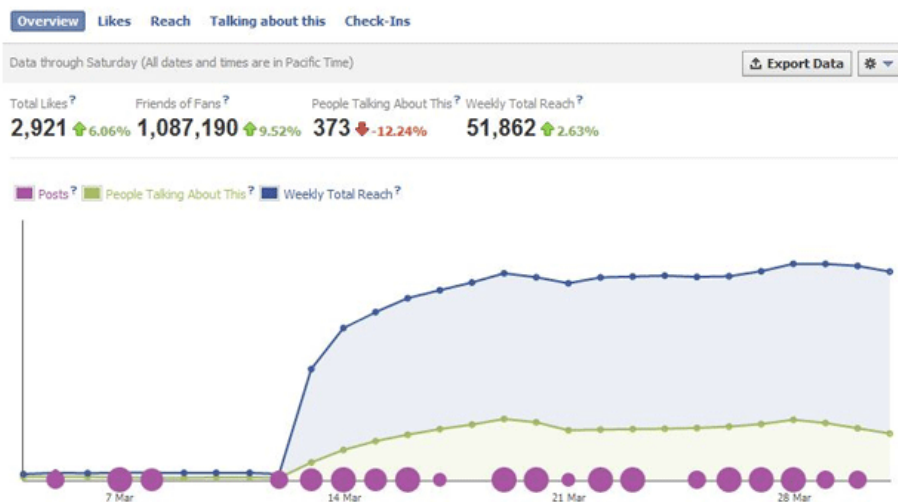 Overview Likes Reach Talking about this Check-Ins
Data through Saturday (All dates and times are in Pacific Time) Export Data
Total Likes? Friends of Fans? People Talking About This? Weekly Total Reach?
2,921 6.06% 1,087,190 9.52% 373 -12.24% 51,862 2.63%
Posts? People Talking About This? Weekly Total Reach?
7 Mar 14 Mar 21 Mar 28 Mar